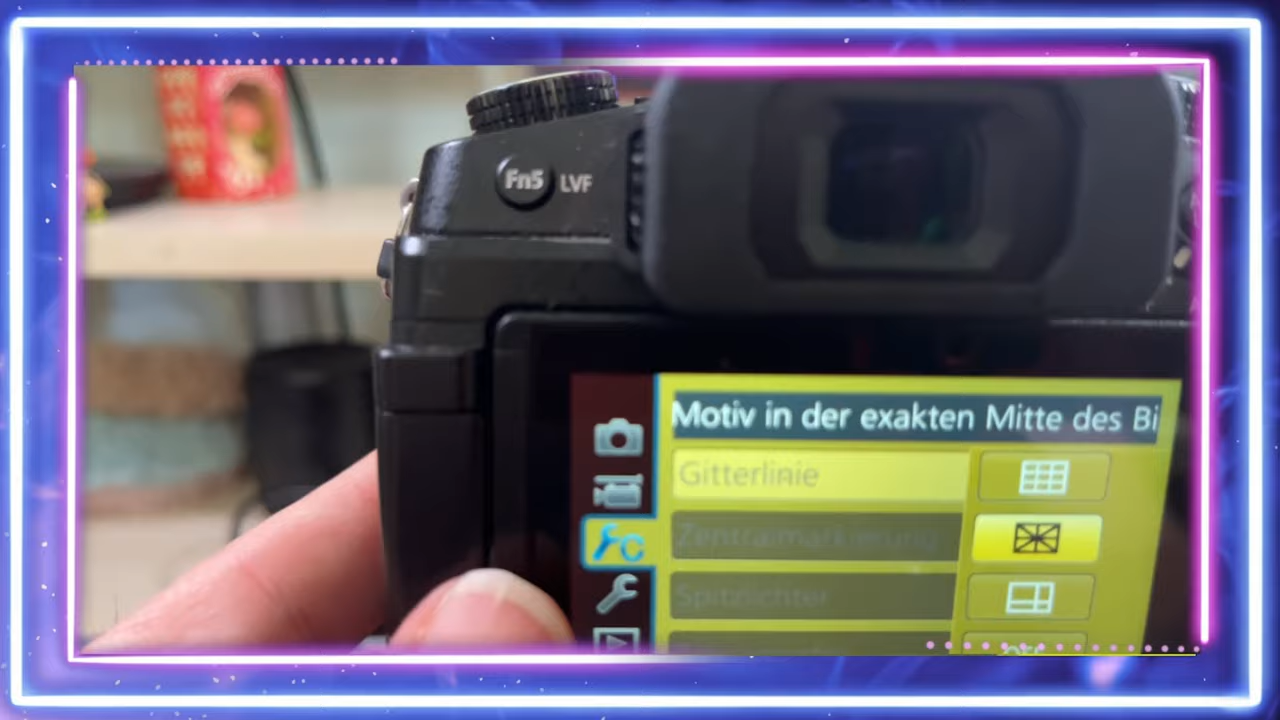 Fn5 LVF
Motiv in der exakten Mitte des Bi
Gitterlinie
Zentralmarkierung
Spitzlichter